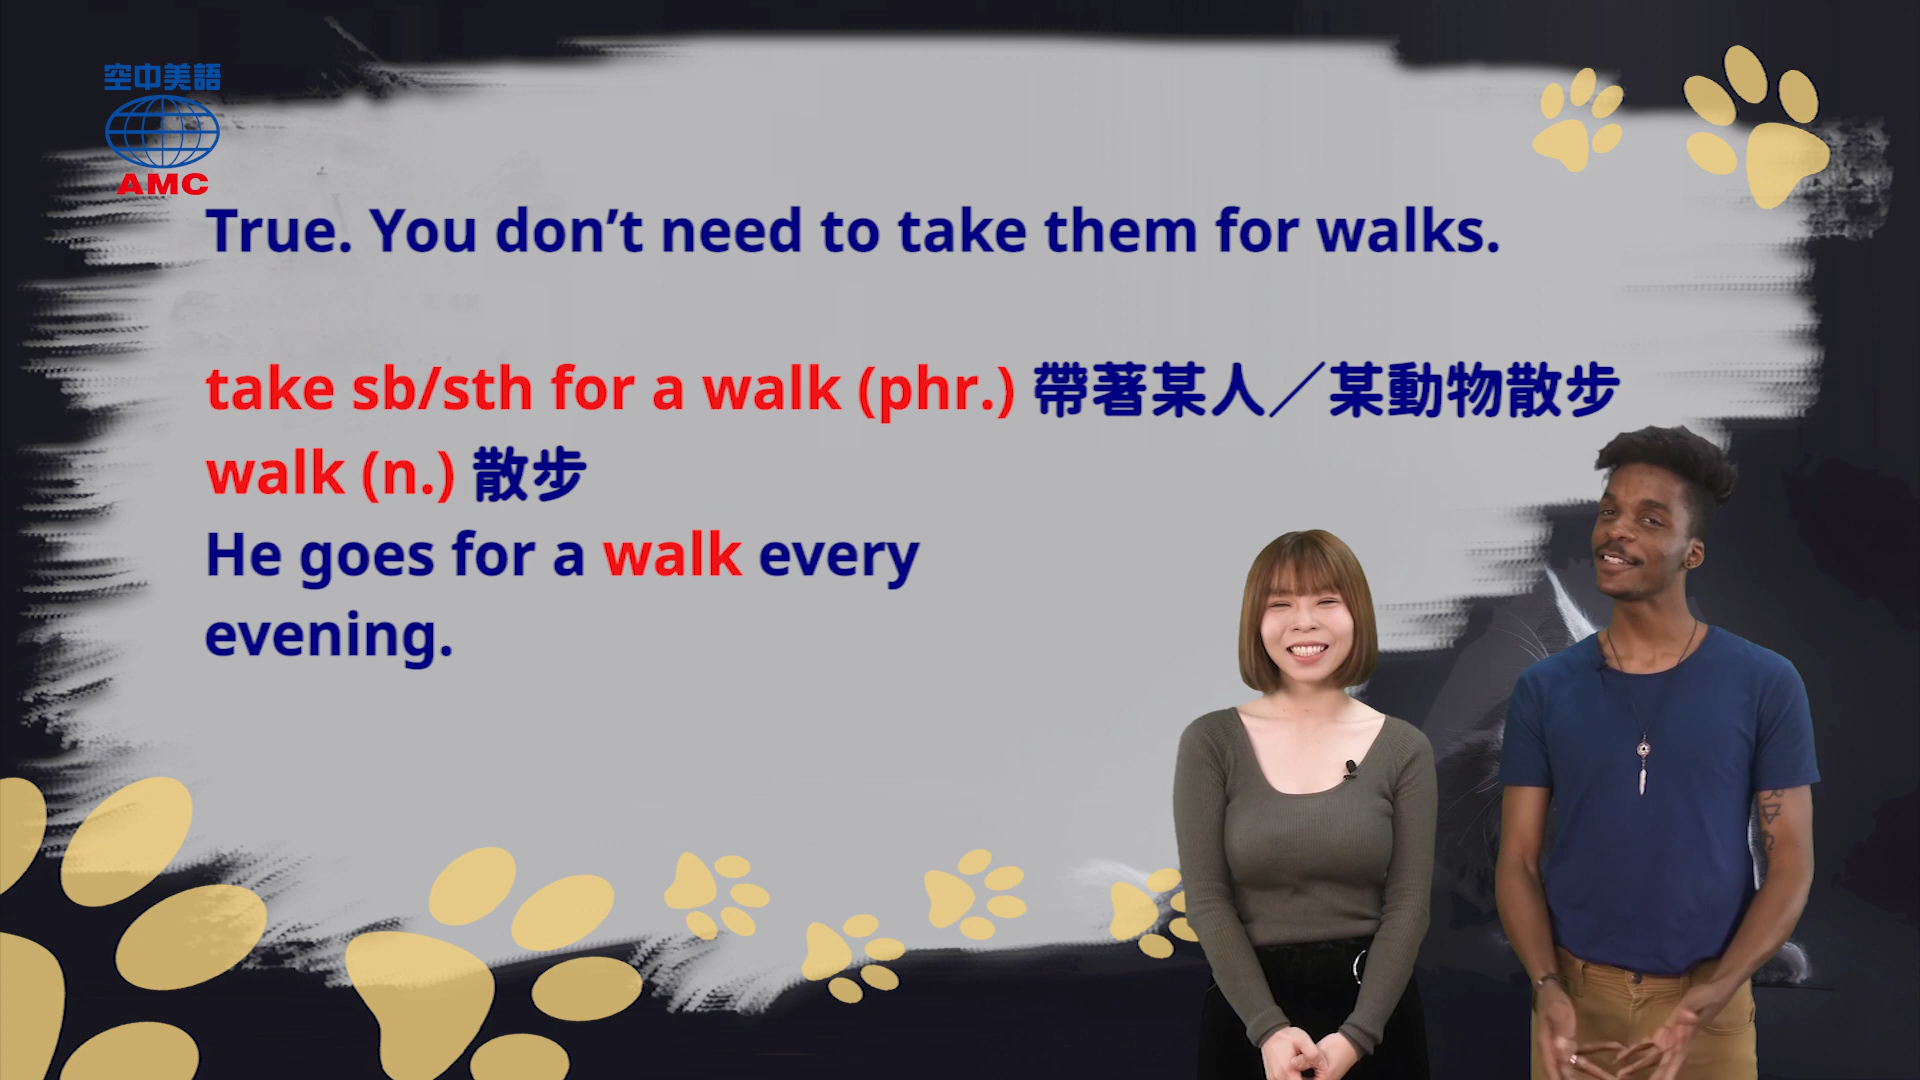 空中美語
AMC
True. You don’t need to take them for walks.
take sb/sth for a walk (phr.) 帶著某人／某動物散步
walk (n.) 散步
He goes for a walk every
evening.